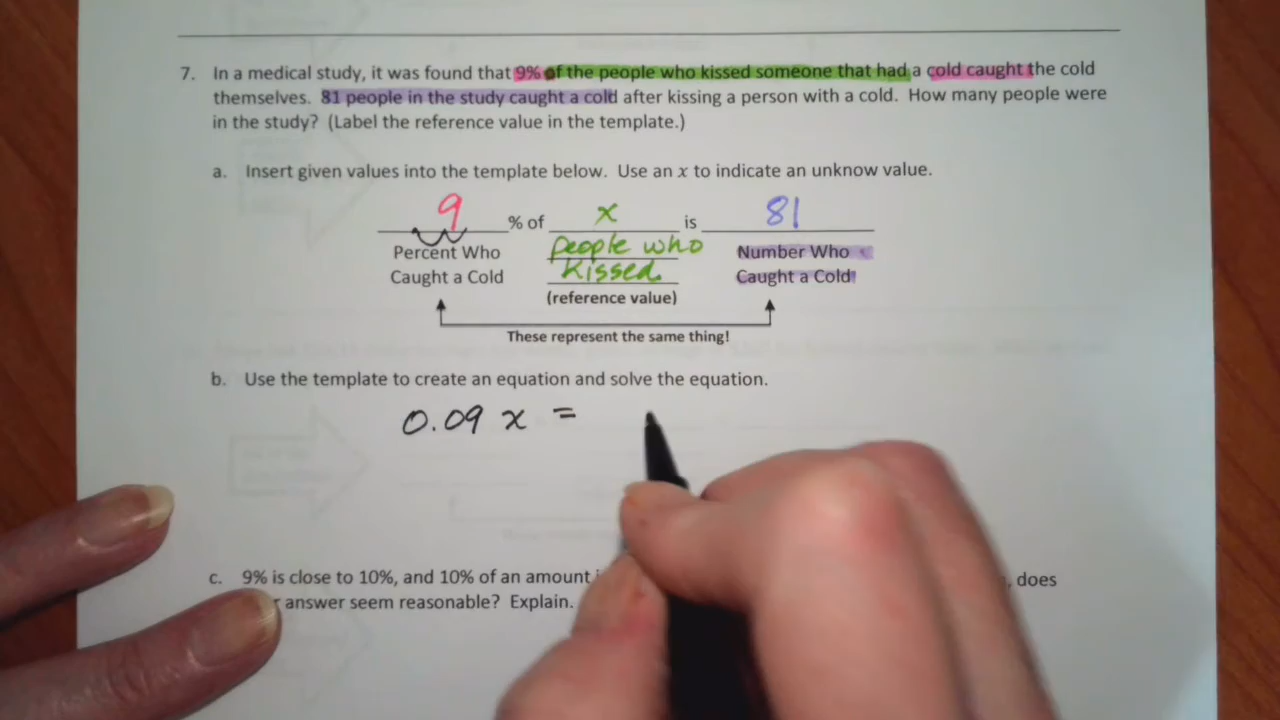 7. In a medical study, it was found that 9% of the people who kissed someone that had a cold caught the cold
themselves. 81 people in the study caught a cold after kissing a person with a cold. How many people were
in the study? (Label the reference value in the template.)
a. Insert given values into the template below. Use an x to indicate an unknow value.
9 % of x is 81
Percent Who people who Number Who
Caught a Cold kissed Caught a Cold
(reference value)
These represent the same thing!
b. Use the template to create an equation and solve the equation.
0.09 x =
c. 9% is close to 10%, and 10% of an amount does
answer seem reasonable? Explain.